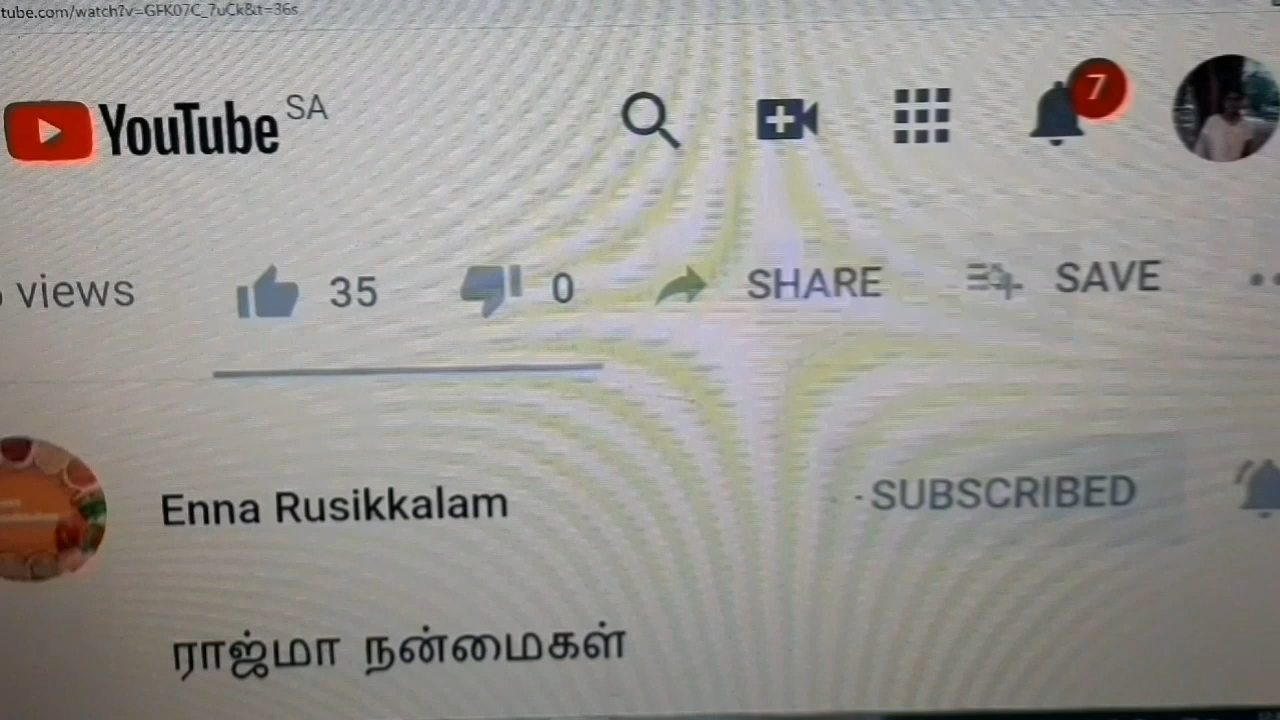 tube.com/watch?v=GFK07C_7uCk&t=36s
YouTube SA
7
views 35 0 SHARE SAVE
Enna Rusikkalam SUBSCRIBED
ராஜ்மா நன்மைகள்